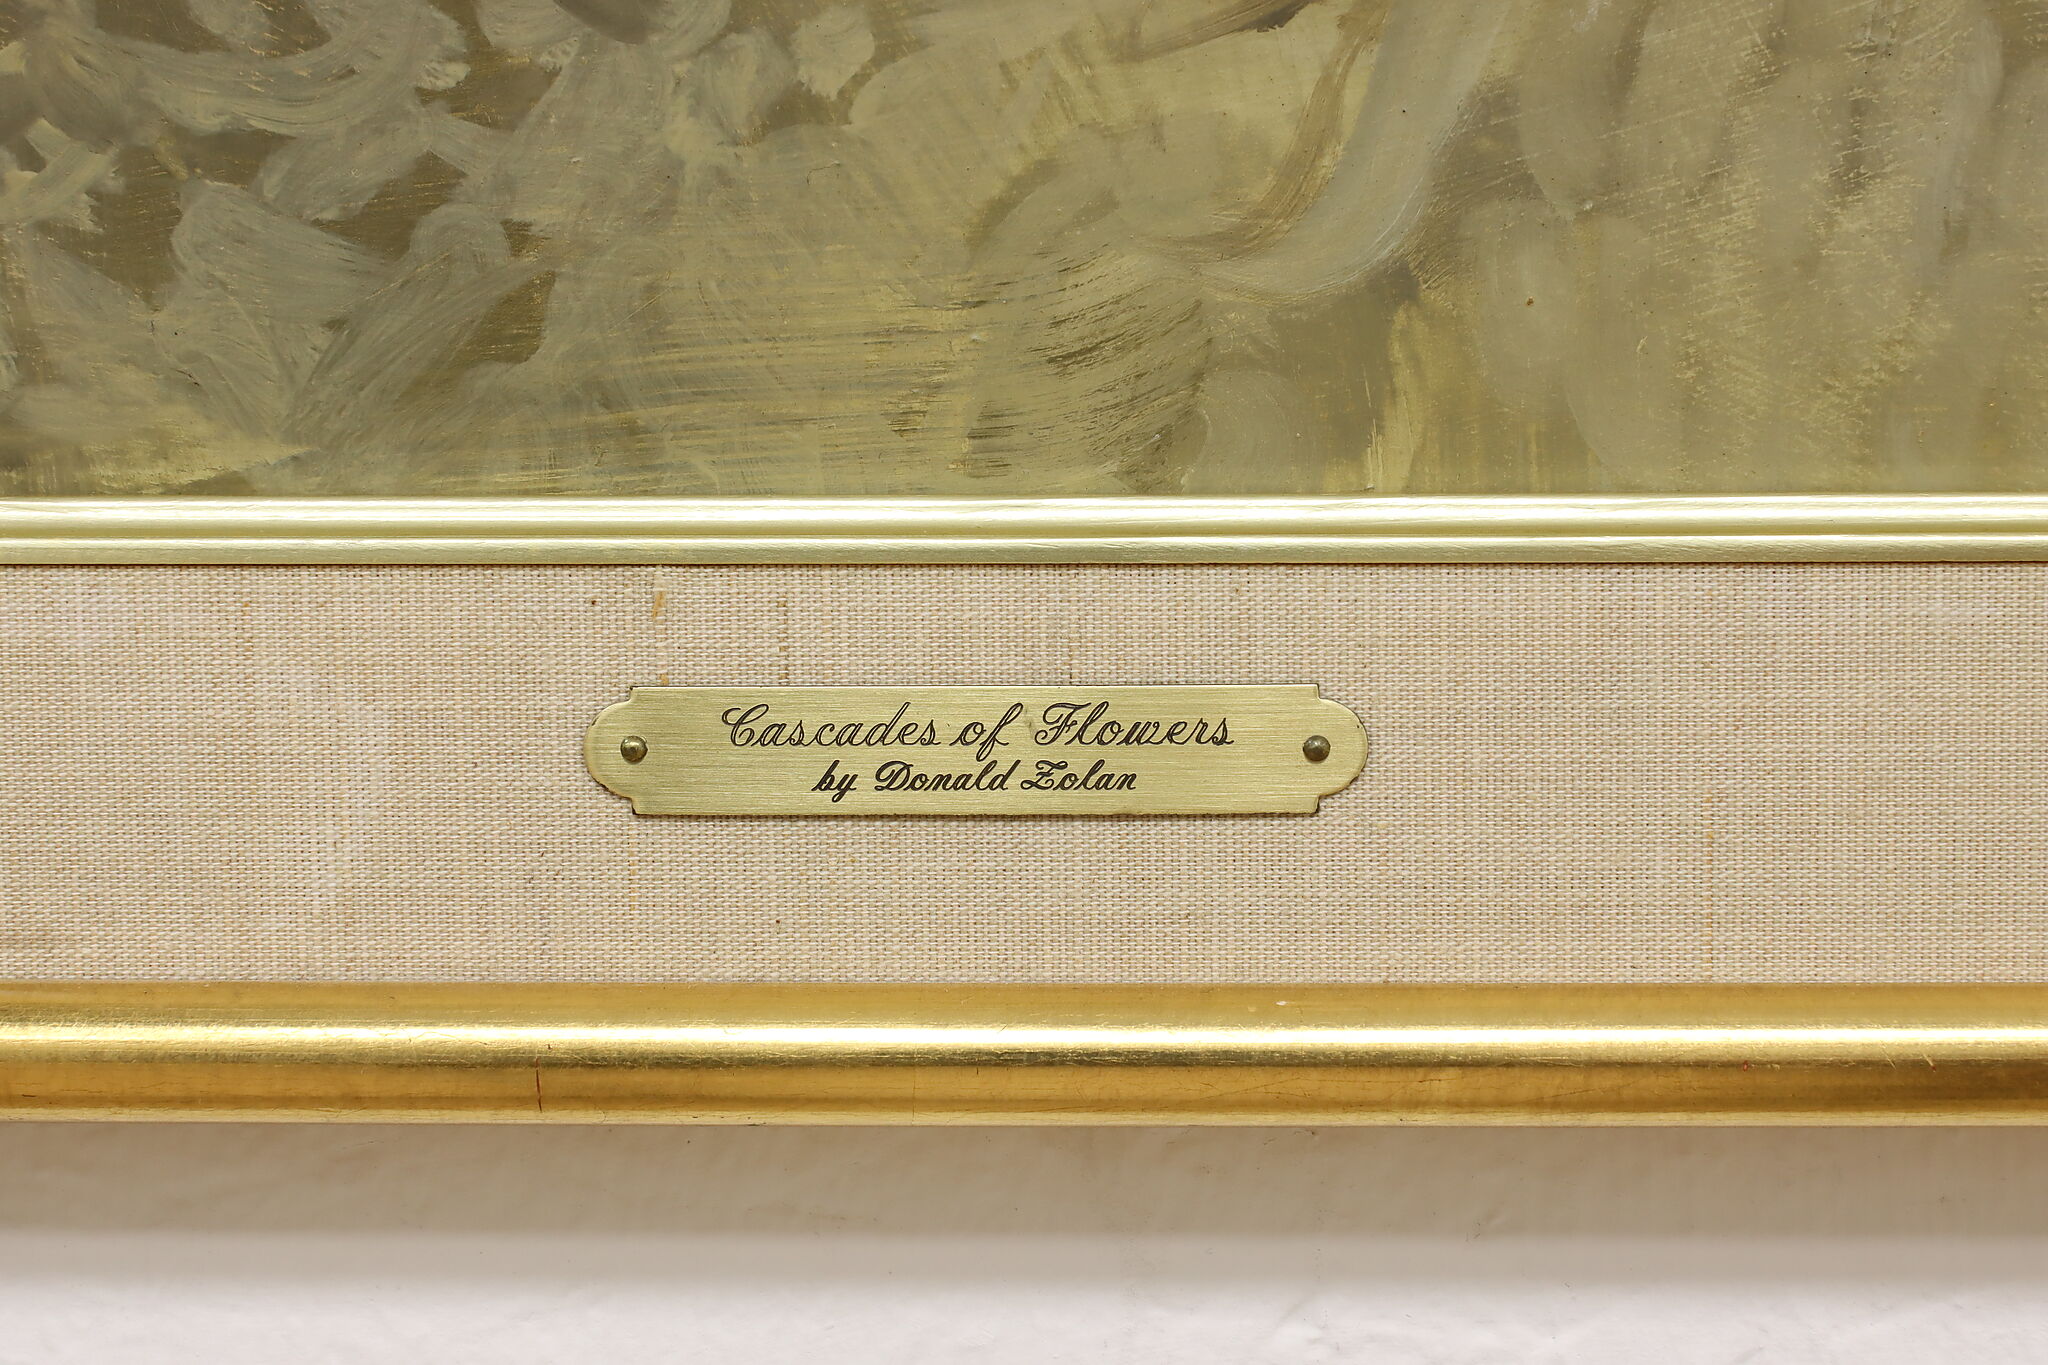 Cascades of Flowers
by Donald Zolan